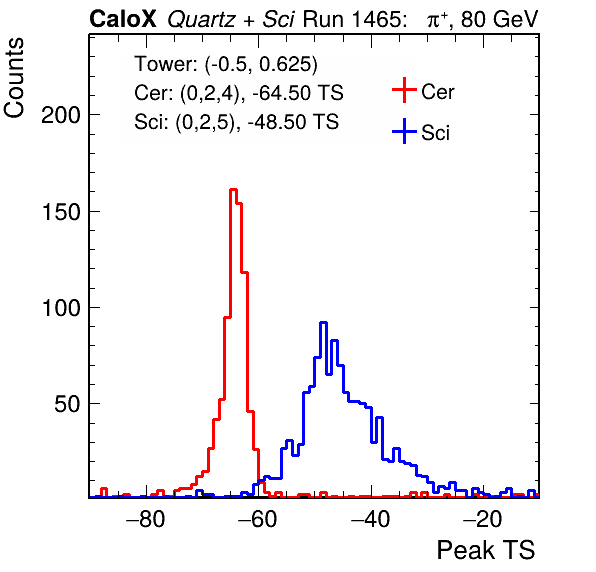 CaloX Quartz + Sci Run 1465: π⁺, 80 GeV
Counts
Tower: (-0.5, 0.625)
Cer: (0,2,4), -64.50 TS
Sci: (0,2,5), -48.50 TS
Cer
Sci
200
150
100
50
−80 −60 −40 −20
Peak TS